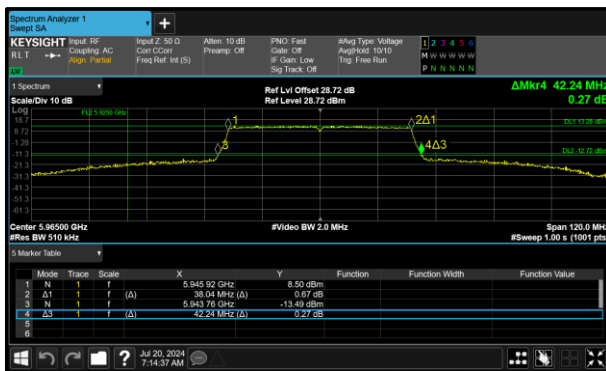 Spectrum Analyzer 1
Swept SA
KEYSIGHT Input: RF Input Z: 50 Ω Atten: 10 dB PNO: Fast #Avg Type: Voltage 1 2 3 4 5 6
RLT Coupling: AC Corr CCorr Preamp: Off Gate: Off Avg|Hold: 10/10 M W W W W W
Align: Partial Freq Ref: Int (S) IF Gain: Low Trig: Free Run P N N N N N
Sig Track: Off
1 Spectrum Ref Lvl Offset 28.72 dB ΔMkr4 42.24 MHz
Scale/Div 10 dB Ref Level 28.72 dBm 0.27 dB
Log
18.7 FL2 5.9250 GHz 1 2Δ1 DL1 13.28 dBm
8.72
-1.28 3 4Δ3
-11.3 DL2 -12.72 dBm
-21.3
-31.3
-41.3
-51.3
-61.3
Center 5.96500 GHz #Video BW 2.0 MHz Span 120.0 MHz
#Res BW 510 kHz #Sweep 1.00 s (1001 pts)
5 Marker Table
Mode Trace Scale X Y Function Function Width Function Value
1 N 1 f 5.945 92 GHz 8.50 dBm
2 Δ1 1 f (Δ) 38.04 MHz (Δ) 0.67 dB
3 N 1 f 5.943 76 GHz -13.49 dBm
4 Δ3 1 f (Δ) 42.24 MHz (Δ) 0.27 dB
5
6
Jul 20, 2024
7:14:37 AM